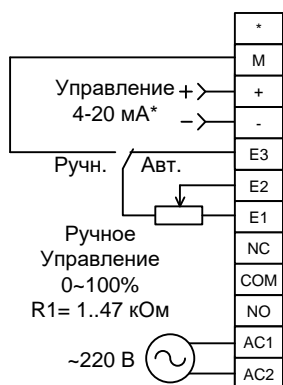 *
M
Управление + +
4-20 мА* − -
E3
Ручн. Авт.
E2
E1
Ручное
Управление
0~100%
R1= 1..47 кОм
NC
COM
NO
~220 В
AC1
AC2